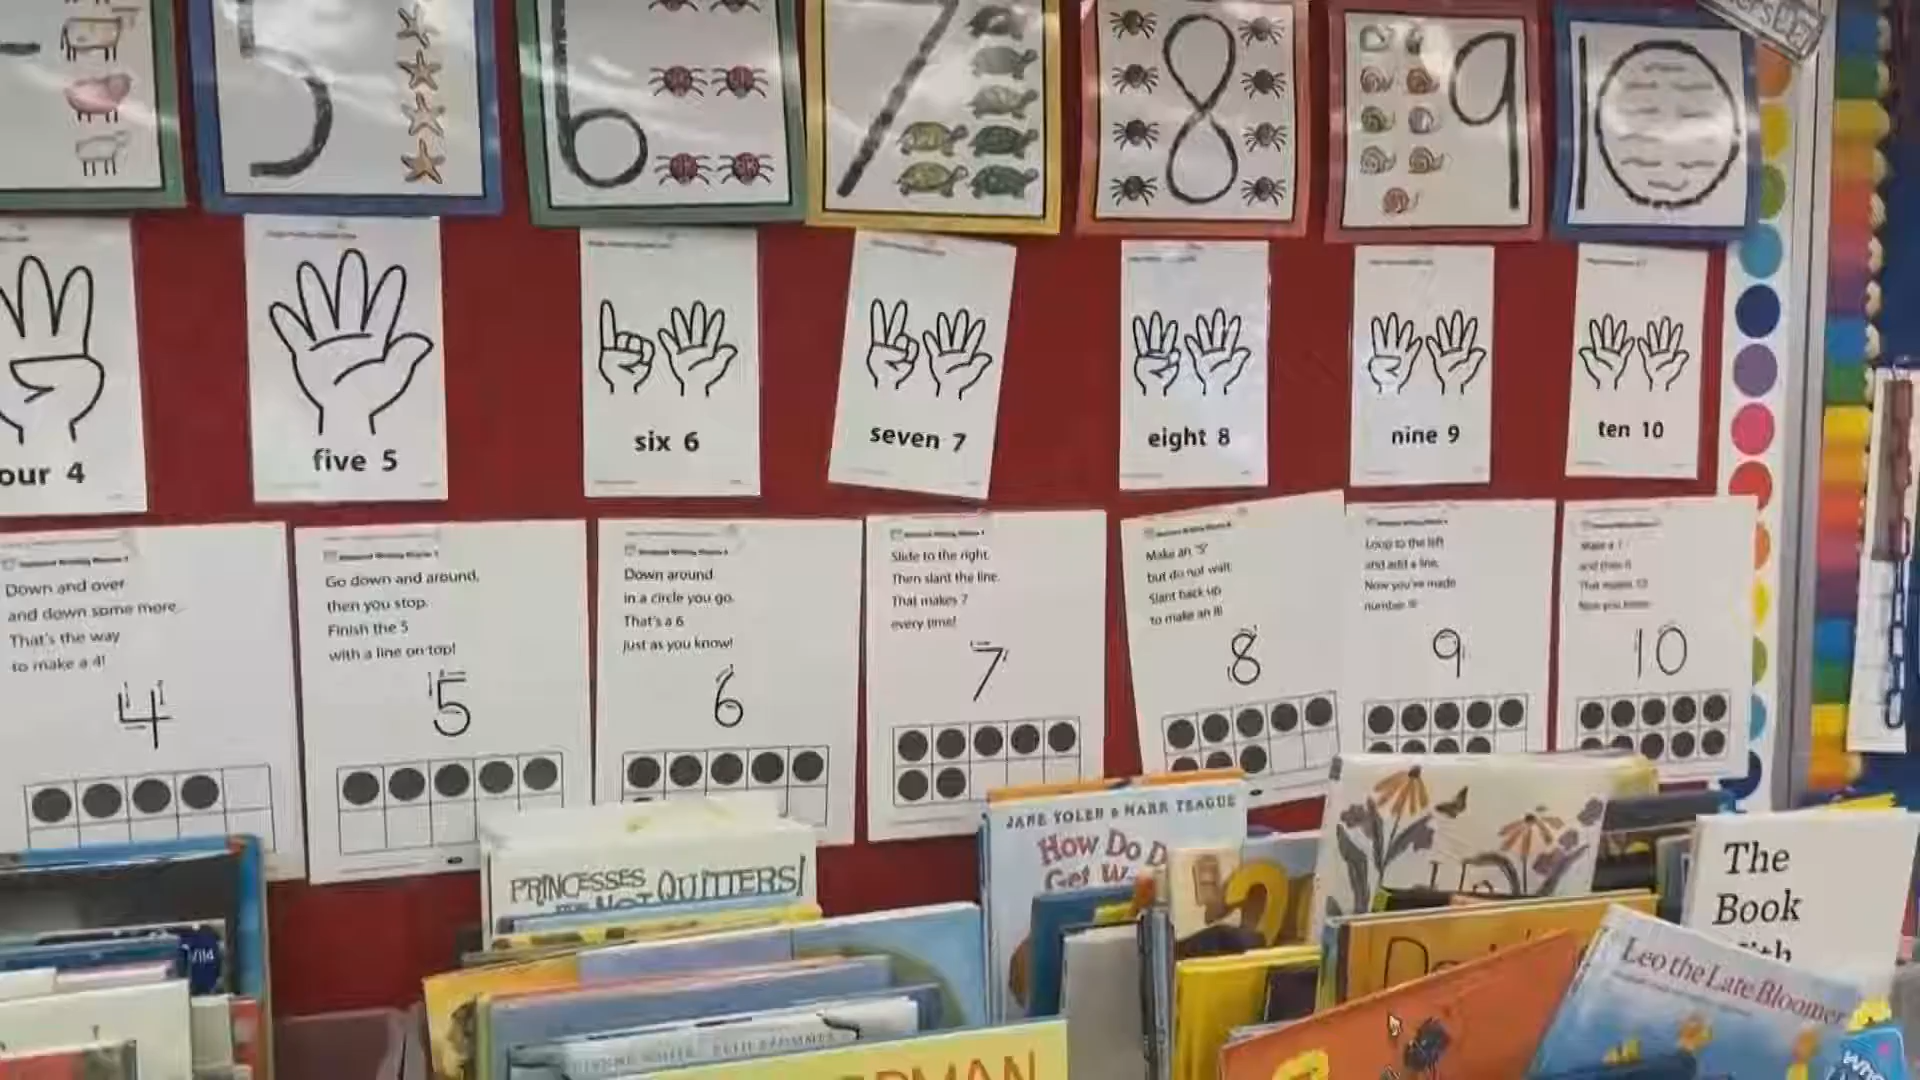 5
6
7
8
9
10
our 4
five 5
six 6
seven 7
eight 8
nine 9
ten 10
Down and over
and down some more.
That's the way
to make a 4!
4
Go down and around,
then you stop.
Finish the 5
with a line on top!
5
Down around
in a circle you go.
That's a 6
just as you know!
6
Slide to the right.
Then slant the line.
That makes 7
every time!
7
Make an "S"
but do not wait.
Slant back up
to make an 8!
8
Loop to the left
and add a line.
Now you've made
number 9!
9
Make a 1
10
PRINCESSES
NOT QUITTERS!
JANE YOLEN & MARK TEAGUE
How Do D
Get W
2
The
Book
Leo the Late Bloomer
RMAN